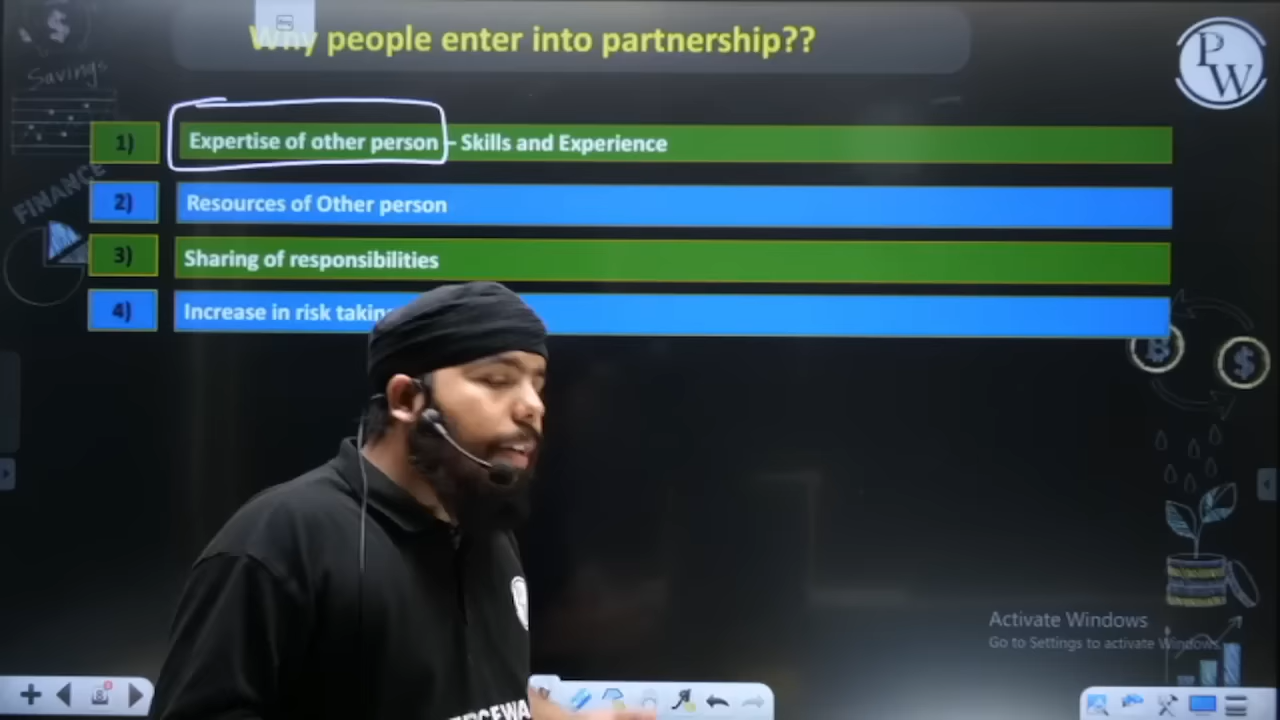 Why people enter into partnership??
P
W
Savings
FINANCE
1) Expertise of other person – Skills and Experience
2) Resources of Other person
3) Sharing of responsibilities
4) Increase in risk takin
Activate Windows
Go to Settings to activate Windows.